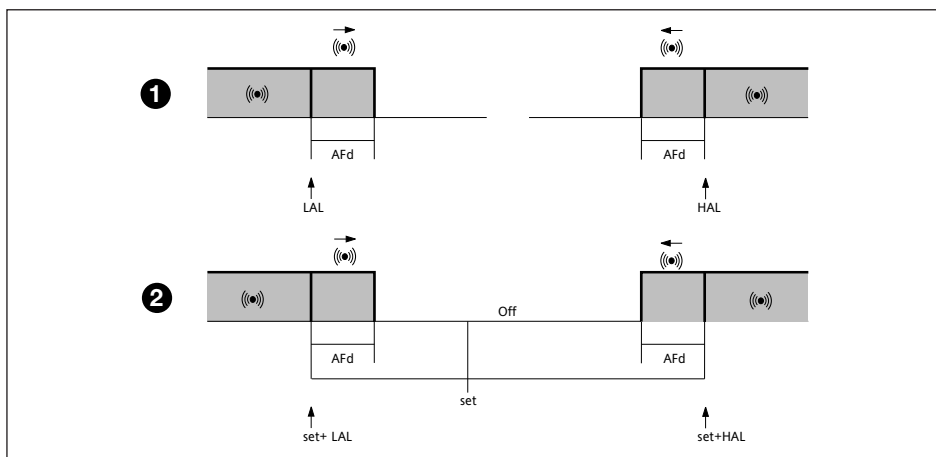 1
AFd AFd
LAL HAL
2
Off
AFd AFd
set
set+ LAL set+HAL